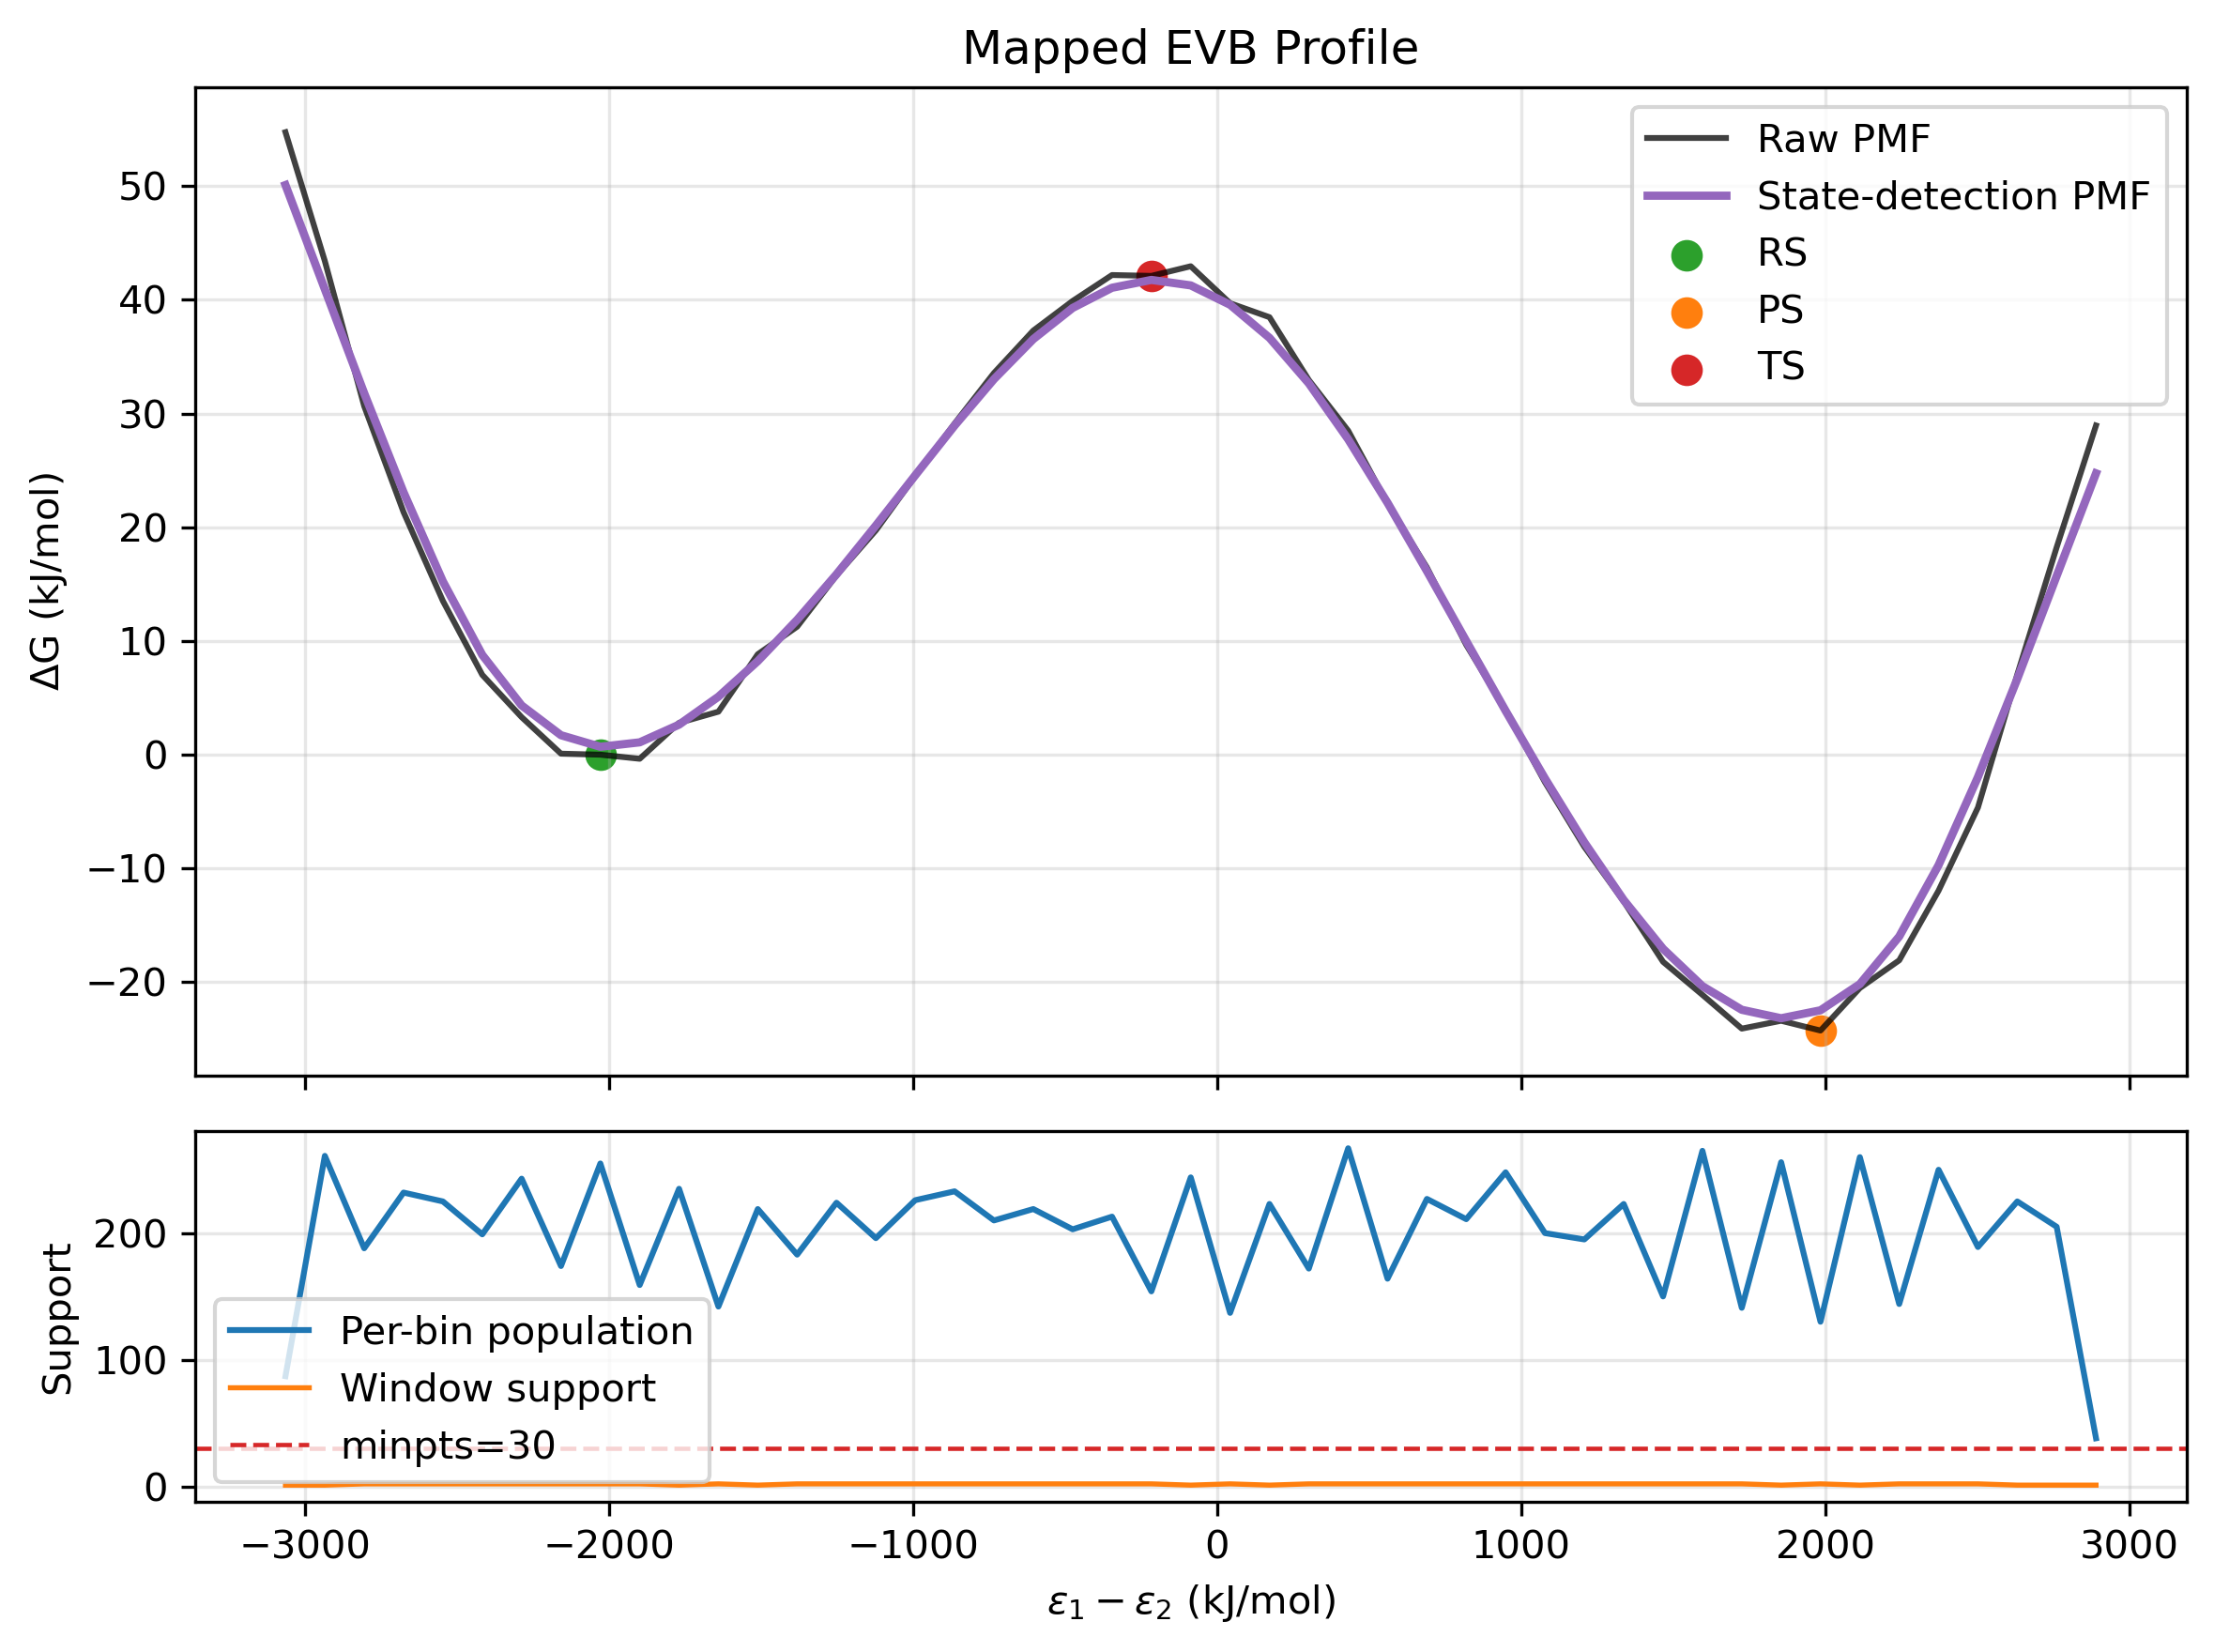 Mapped EVB Profile
Raw PMF
State-detection PMF
RS
PS
TS
ΔG (kJ/mol)
50
40
30
20
10
0
−10
−20
Support
200
100
0
Per-bin population
Window support
minpts=30
−3000 −2000 −1000 0 1000 2000 3000
ε₁ − ε₂ (kJ/mol)